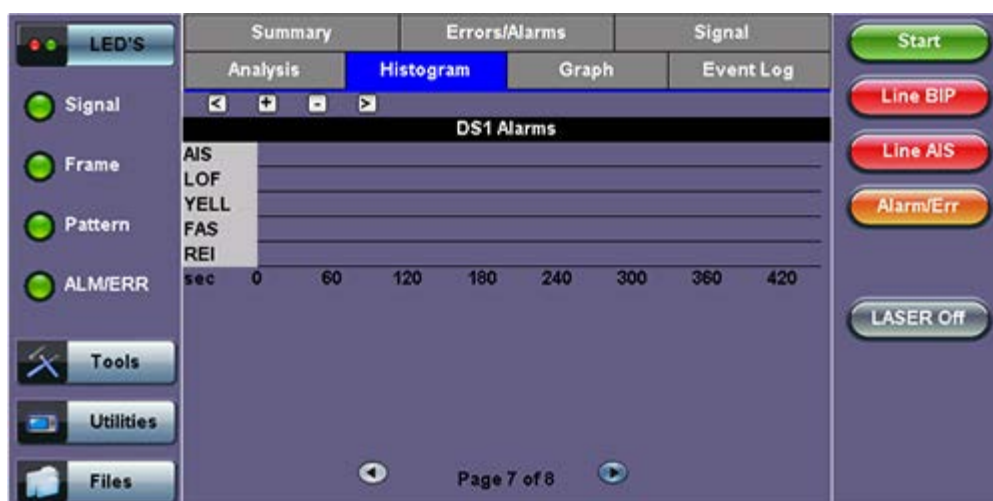 LED'S
Signal
Frame
Pattern
ALM/ERR
Tools
Utilities
Files
Summary Errors/Alarms Signal
Analysis Histogram Graph Event Log
< + - >
DS1 Alarms
AIS
LOF
YELL
FAS
REI
sec 0 60 120 180 240 300 360 420
Page 7 of 8
Start
Line BIP
Line AIS
Alarm/Err
LASER Off